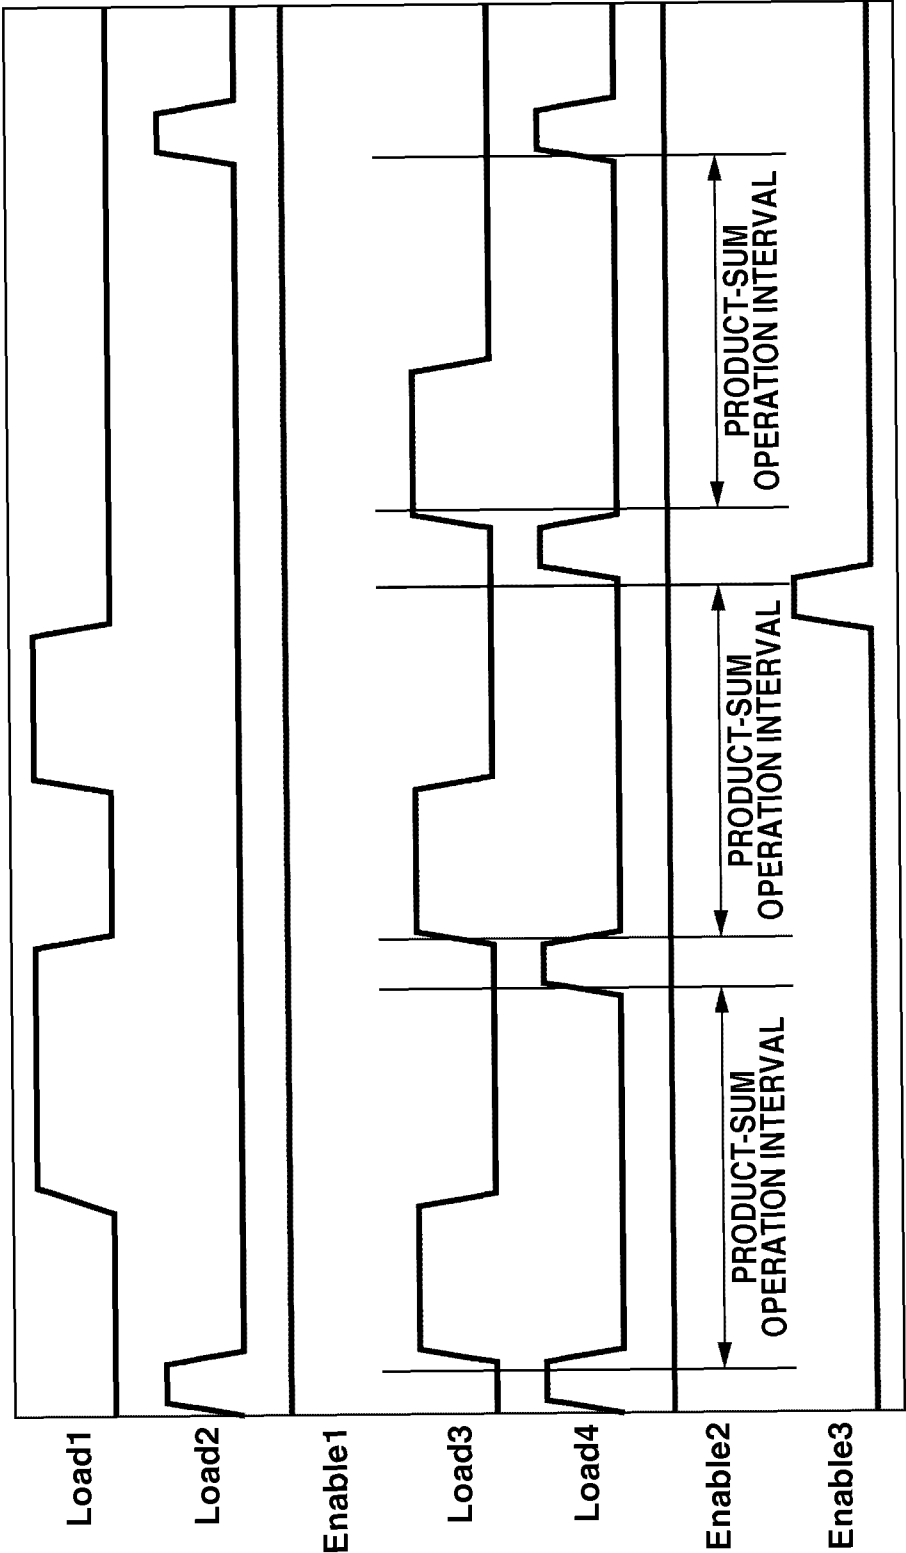 Load1
Load2
Enable1
Load3
Load4
Enable2
PRODUCT-SUM
OPERATION INTERVAL
PRODUCT-SUM
OPERATION INTERVAL
PRODUCT-SUM
OPERATION INTERVAL
Enable3